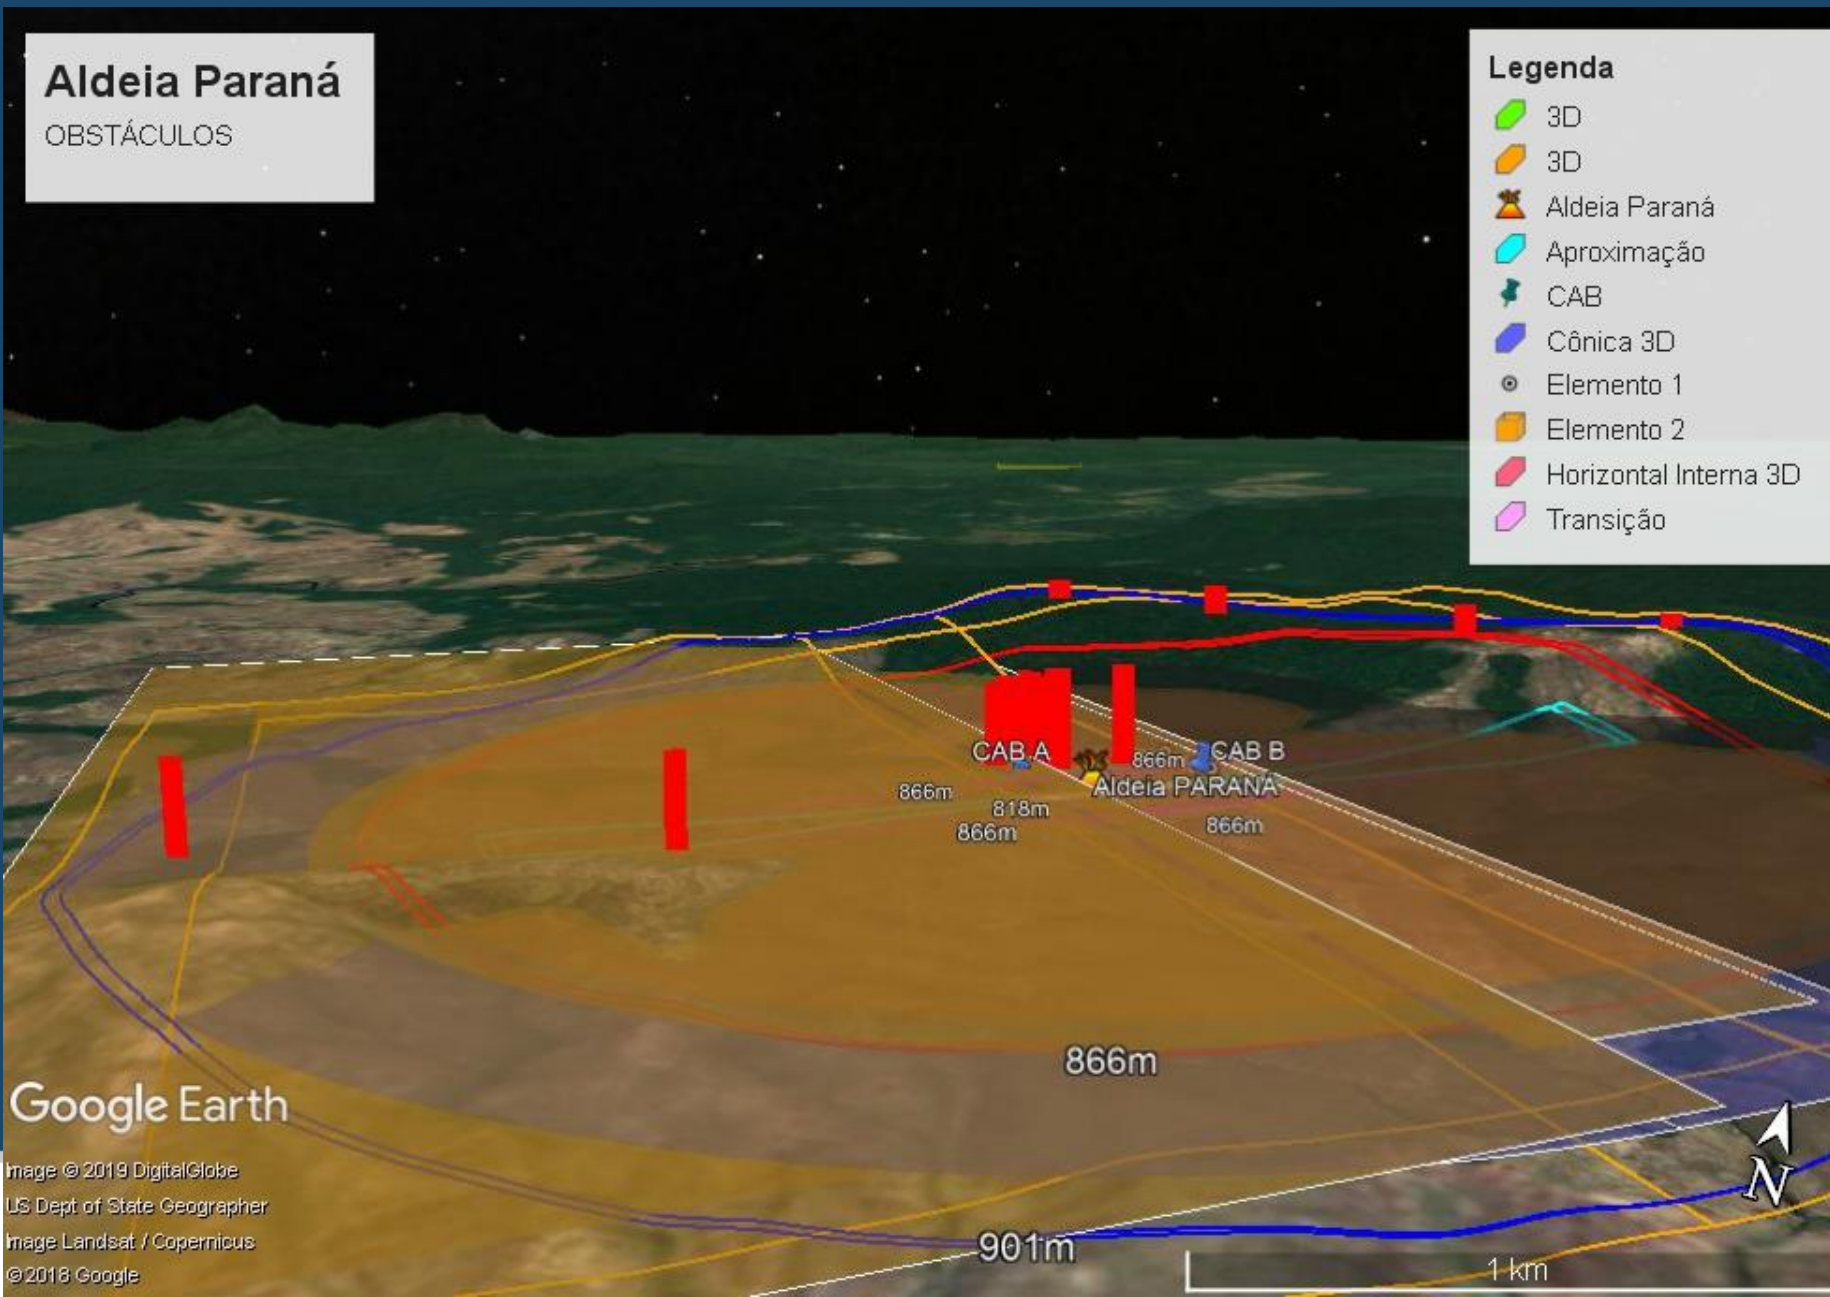 Aldeia Paraná
OBSTÁCULOS
Legenda
3D
3D
Aldeia Paraná
Aproximação
CAB
Cônica 3D
Elemento 1
Elemento 2
Horizontal Interna 3D
Transição
CAB A
866m
CAB B
Aldeia PARANÁ
866m
818m
866m
866m
866m
901m
Google Earth
Image © 2019 DigitalGlobe
US Dept of State Geographer
Image Landsat / Copernicus
© 2018 Google
N
1 km